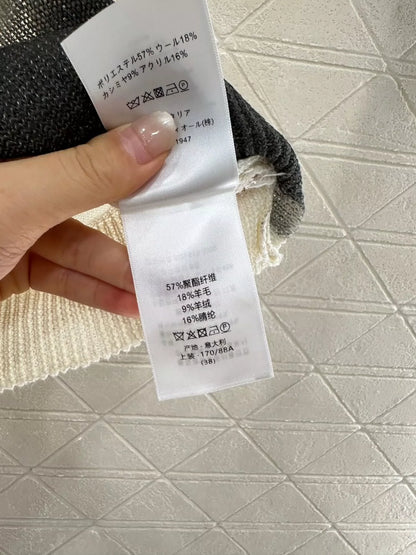 ポリエステル57% ウール18%
カシミヤ9% アクリル16%
タリア
ィオール(株)
1947
57%聚酯纤维
18%羊毛
9%羊绒
16%腈纶
产地·意大利
上装·170/88A
(38)